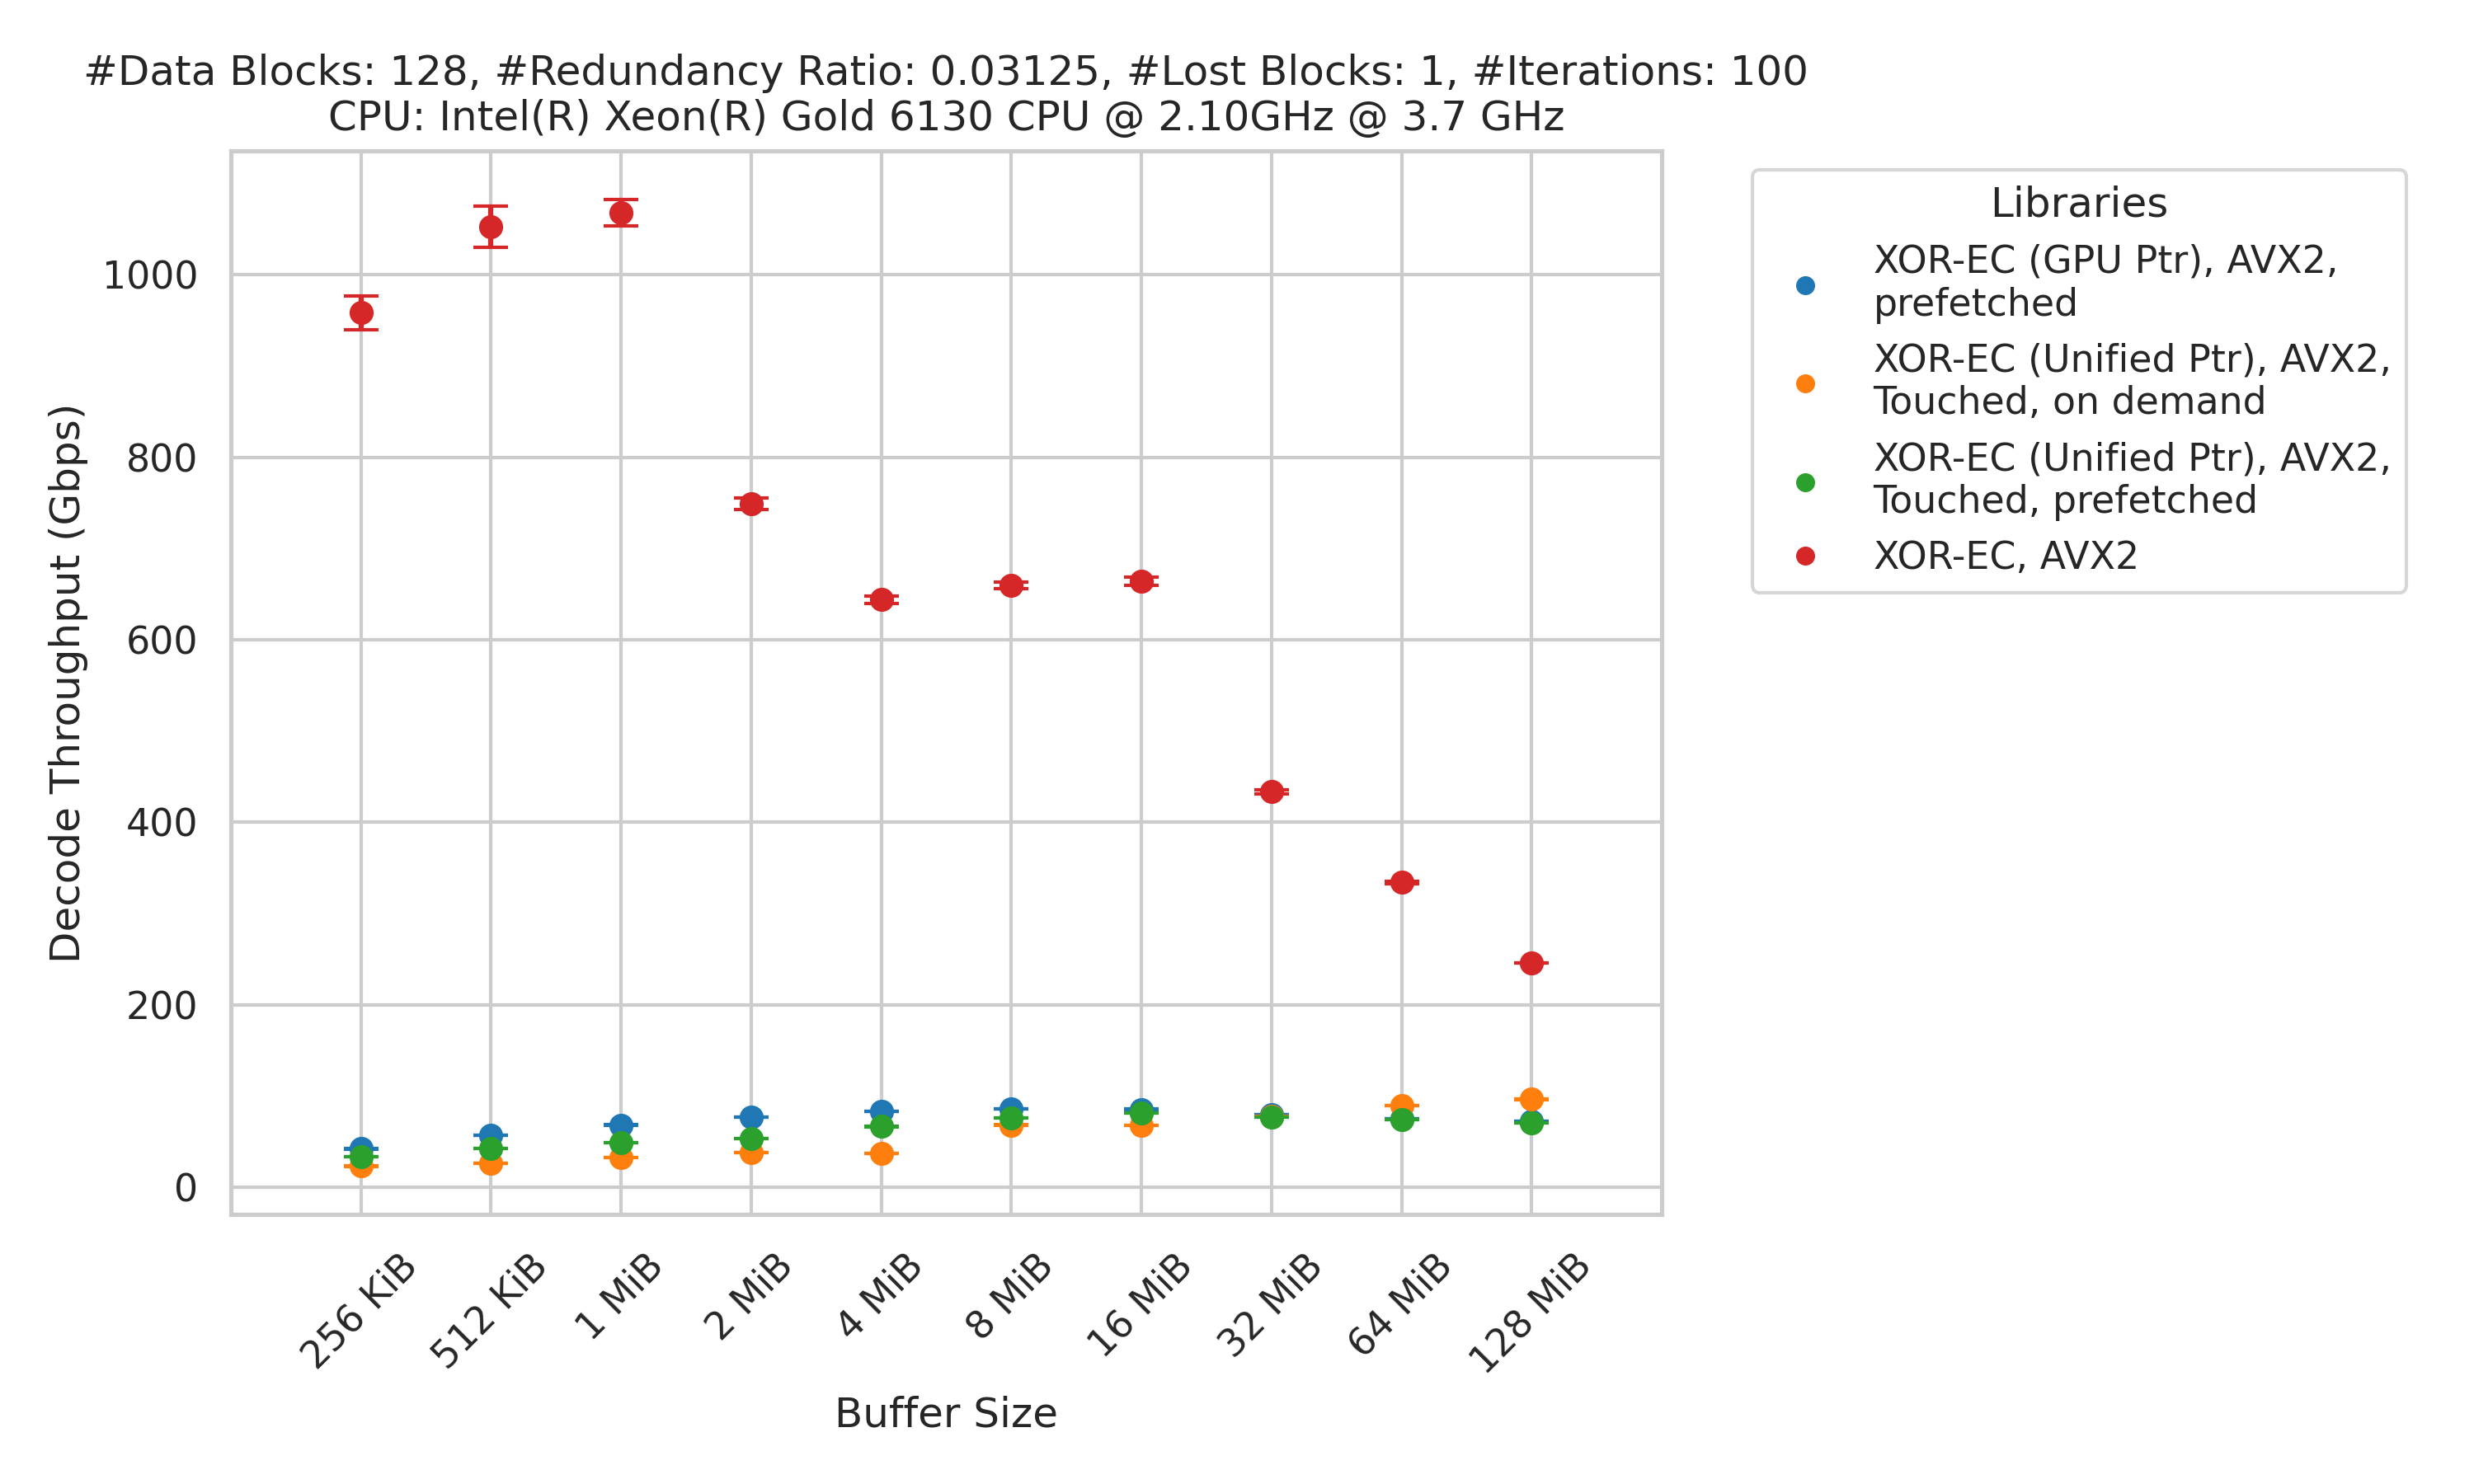 #Data Blocks: 128, #Redundancy Ratio: 0.03125, #Lost Blocks: 1, #Iterations: 100
CPU: Intel(R) Xeon(R) Gold 6130 CPU @ 2.10GHz @ 3.7 GHz
Decode Throughput (Gbps)
1000
800
600
400
200
0
256 KiB
512 KiB
1 MiB
2 MiB
4 MiB
8 MiB
16 MiB
32 MiB
64 MiB
128 MiB
Buffer Size
Libraries
XOR-EC (GPU Ptr), AVX2,
prefetched
XOR-EC (Unified Ptr), AVX2,
Touched, on demand
XOR-EC (Unified Ptr), AVX2,
Touched, prefetched
XOR-EC, AVX2